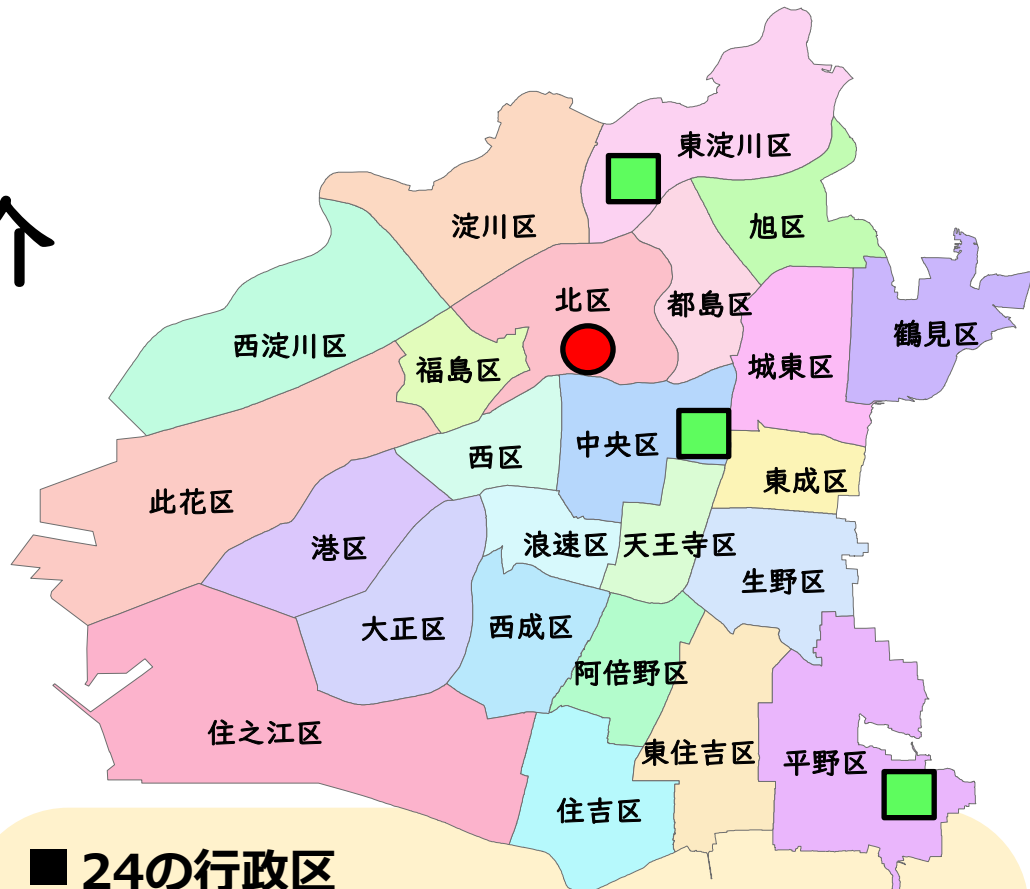 介
東淀川区
淀川区
旭区
北区
都島区
鶴見区
西淀川区
福島区
城東区
中央区
西区
東成区
此花区
港区
浪速区
天王寺区
生野区
大正区
西成区
阿倍野区
住之江区
東住吉区
平野区
住吉区
■ 24の行政区